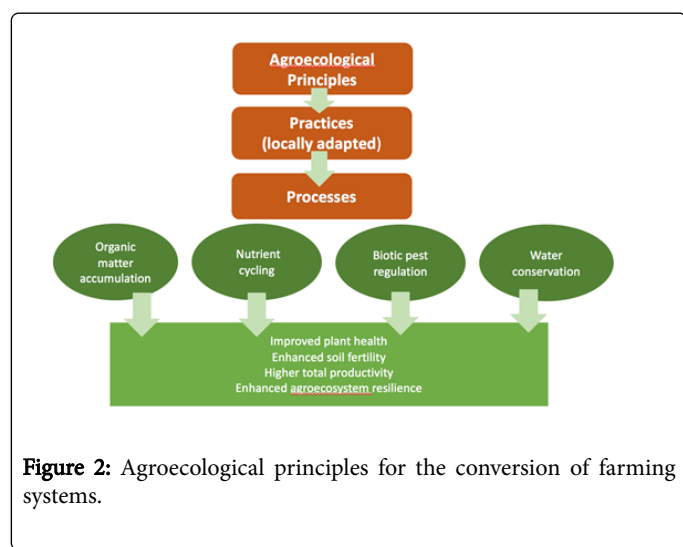 Agroecological
Principles
Practices
(locally adapted)
Processes
Organic
matter
accumulation
Nutrient
cycling
Biotic pest
regulation
Water
conservation
Improved plant health
Enhanced soil fertility
Higher total productivity
Enhanced agroecosystem resilience
Figure 2: Agroecological principles for the conversion of farming
systems.